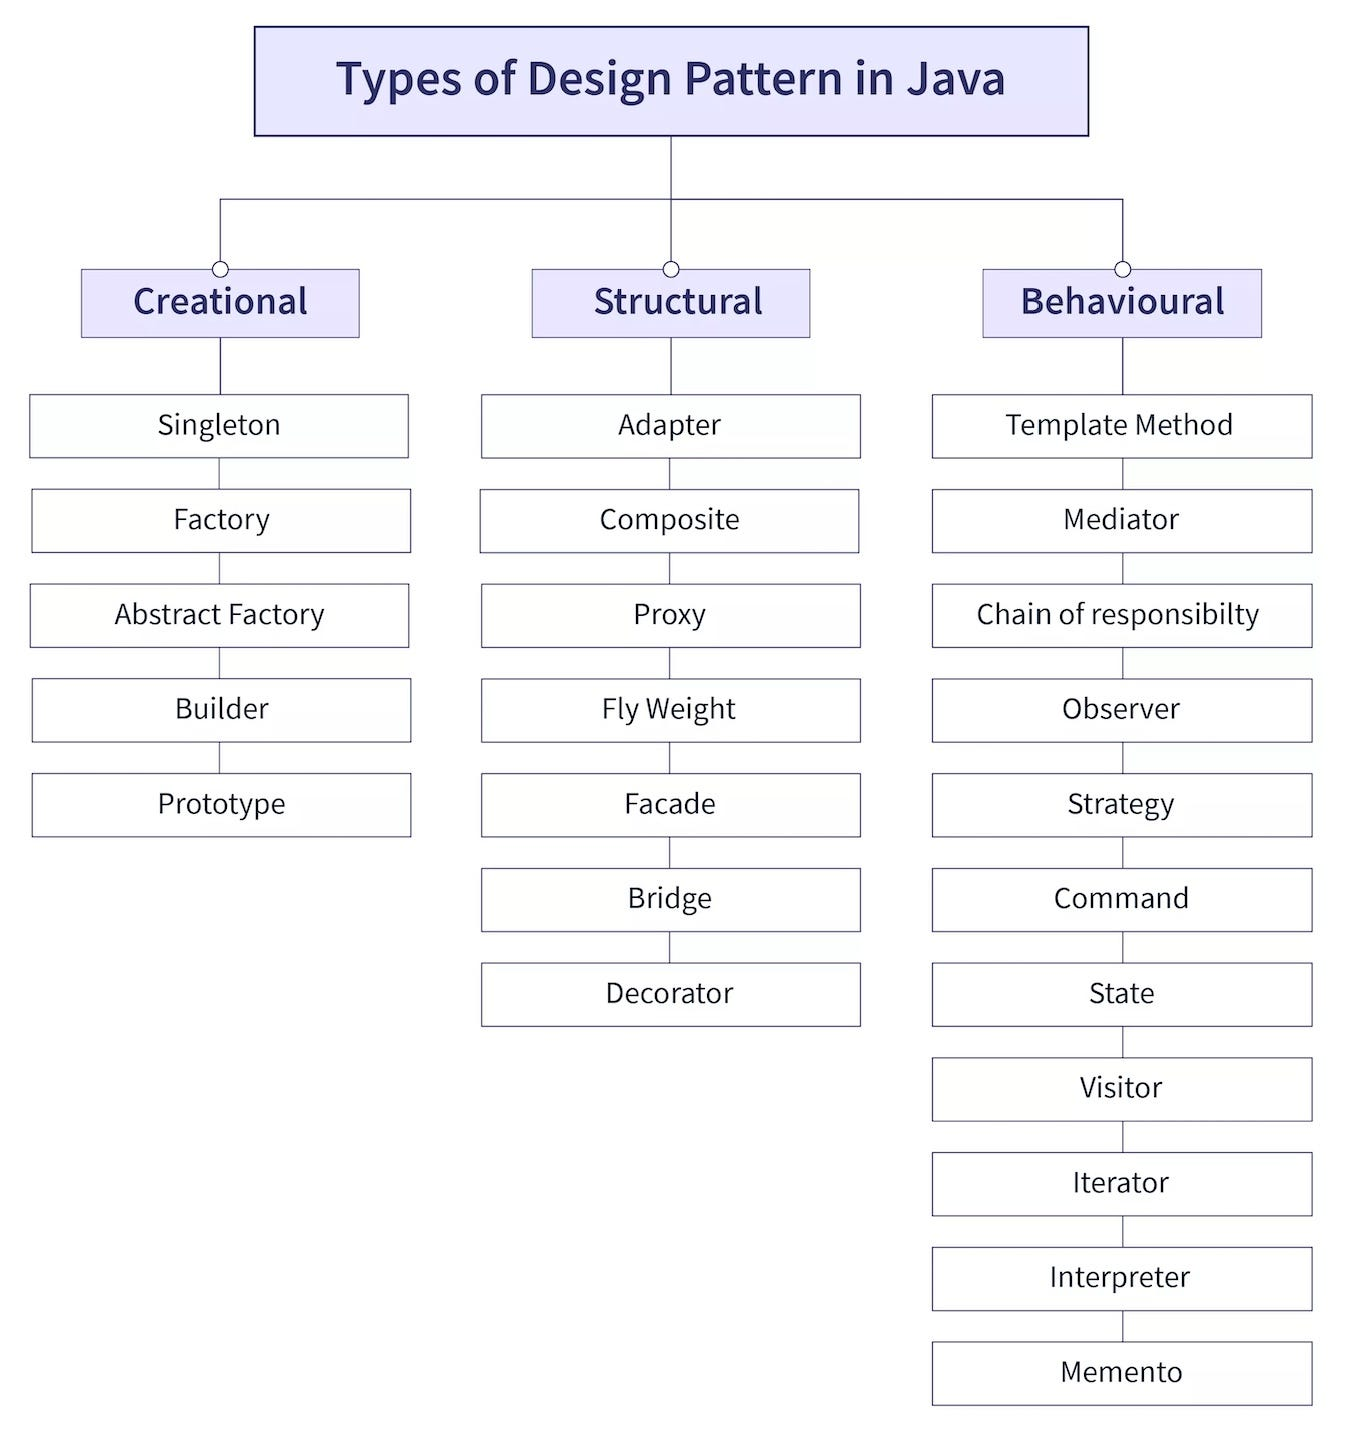 Types of Design Pattern in Java
Creational
Structural
Behavioural
Singleton
Factory
Abstract Factory
Builder
Prototype
Adapter
Composite
Proxy
Fly Weight
Facade
Bridge
Decorator
Template Method
Mediator
Chain of responsibilty
Observer
Strategy
Command
State
Visitor
Iterator
Interpreter
Memento